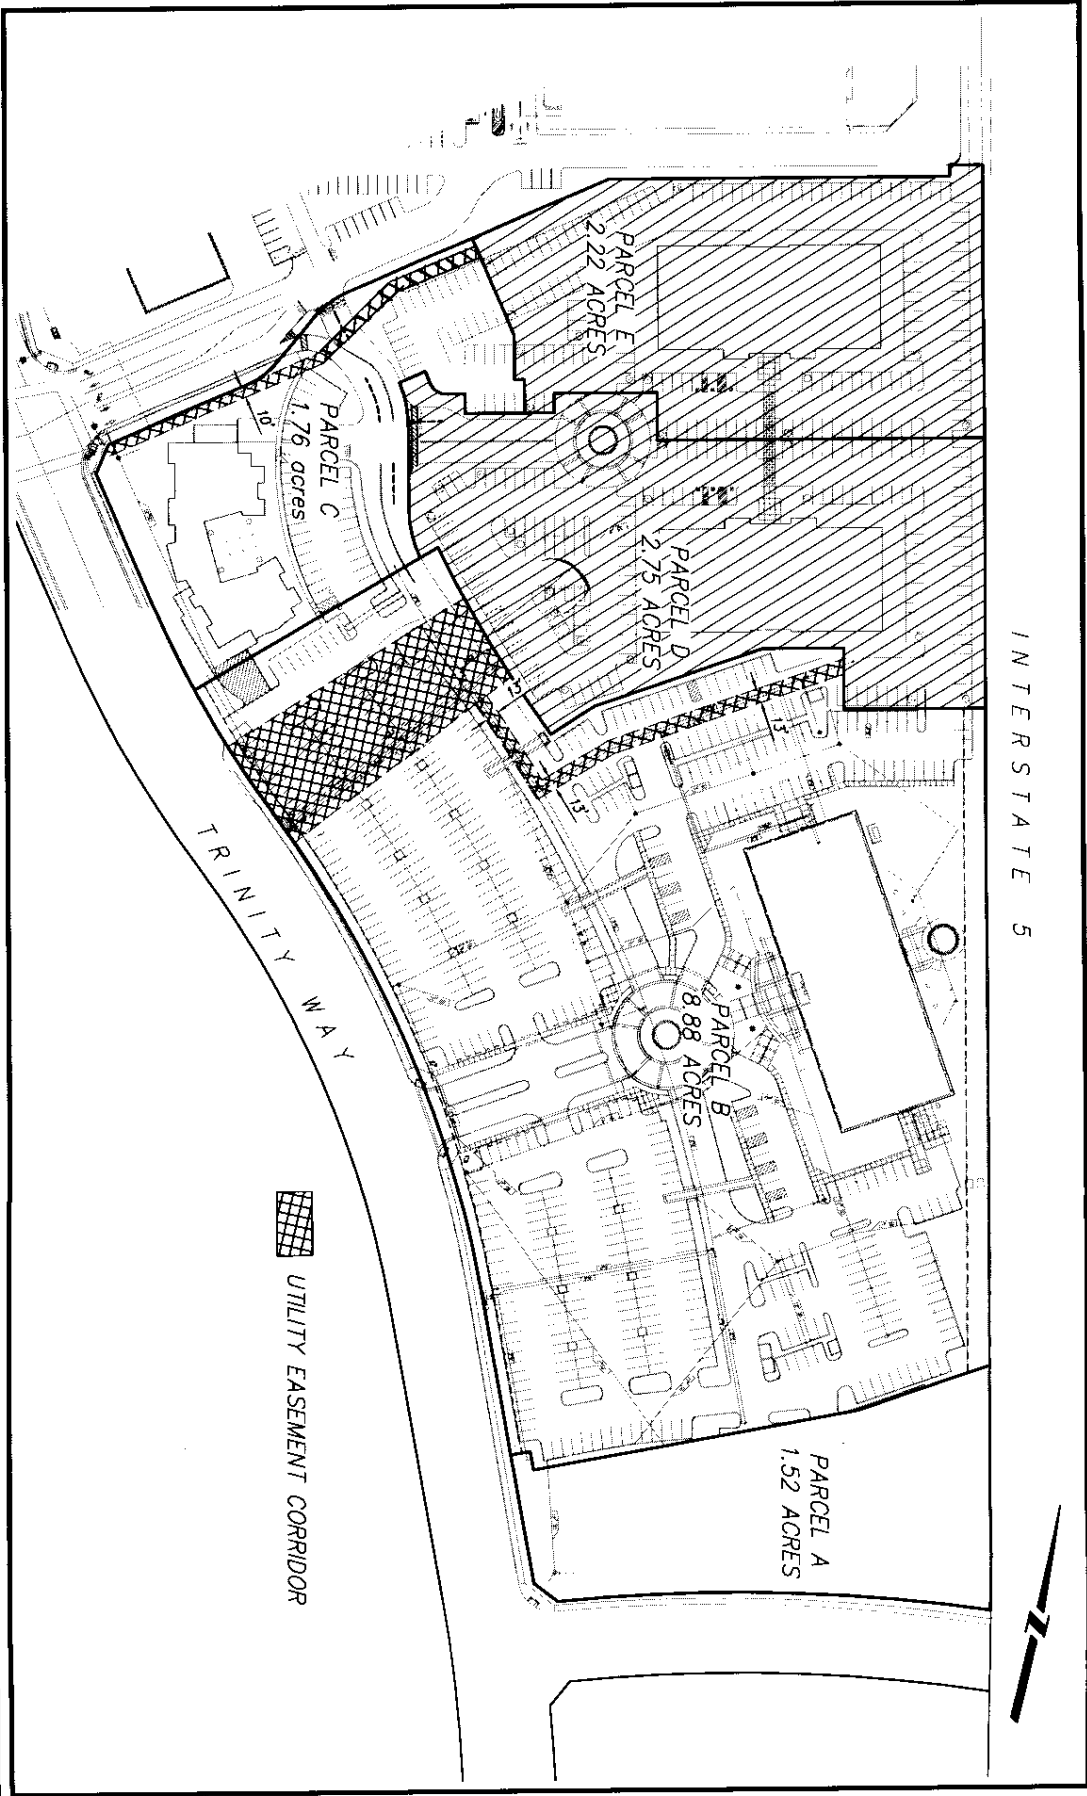 INTERSTATE 5
PARCEL E
2.22 ACRES
PARCEL D
2.75 ACRES
PARCEL C
1.76 acres
10'
13'
13'
PARCEL B
8.88 ACRES
PARCEL A
1.52 ACRES
TRINITY WAY
UTILITY EASEMENT CORRIDOR